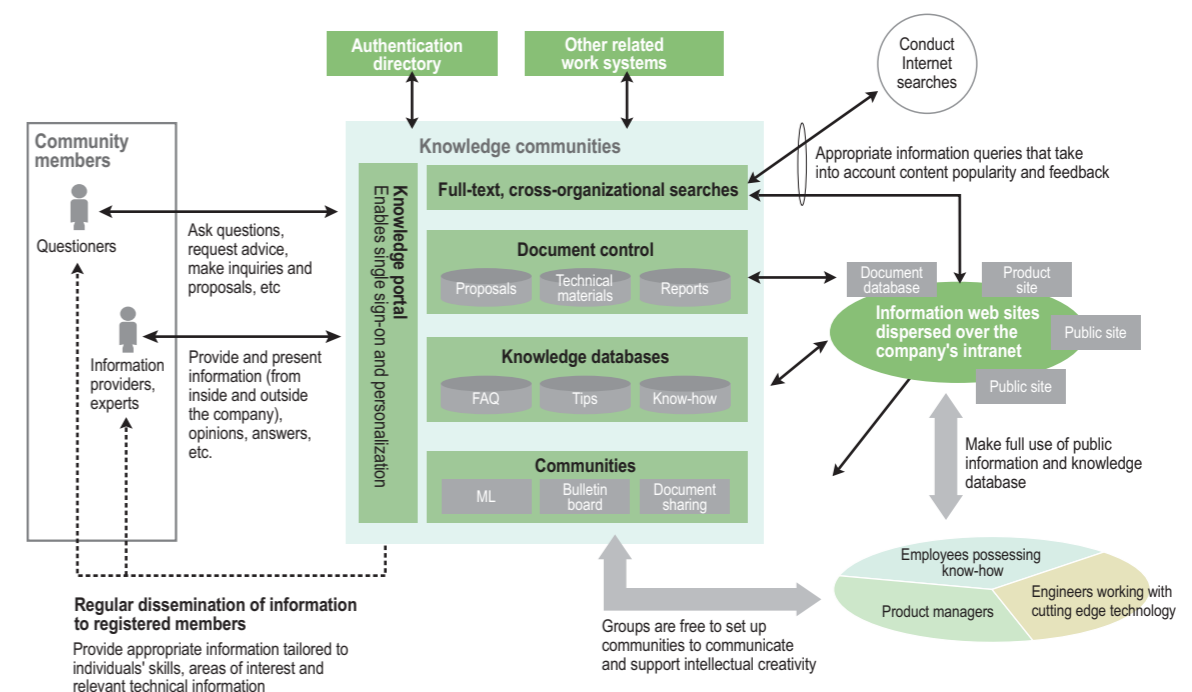 Authentication
directory
Other related
work systems
Conduct
Internet
searches
Community
members
Questioners
Information
providers,
experts
Ask questions,
request advice,
make inquiries and
proposals, etc
Provide and present
information (from
inside and outside
the company),
opinions, answers,
etc.
Knowledge communities
Knowledge portal
Enables single sign-on and personalization
Full-text, cross-organizational searches
Document control
Proposals
Technical
materials
Reports
Knowledge databases
FAQ
Tips
Know-how
Communities
ML
Bulletin
board
Document
sharing
Appropriate information queries that take
into account content popularity and feedback
Document
database
Product
site
Information web sites
dispersed over the
company's intranet
Public site
Public site
Make full use of public
information and knowledge
database
Employees possessing
know-how
Product managers
Engineers working with
cutting edge technology
Groups are free to set up
communities to communicate
and support intellectual creativity
Regular dissemination of information
to registered members
Provide appropriate information tailored to
individuals' skills, areas of interest and
relevant technical information